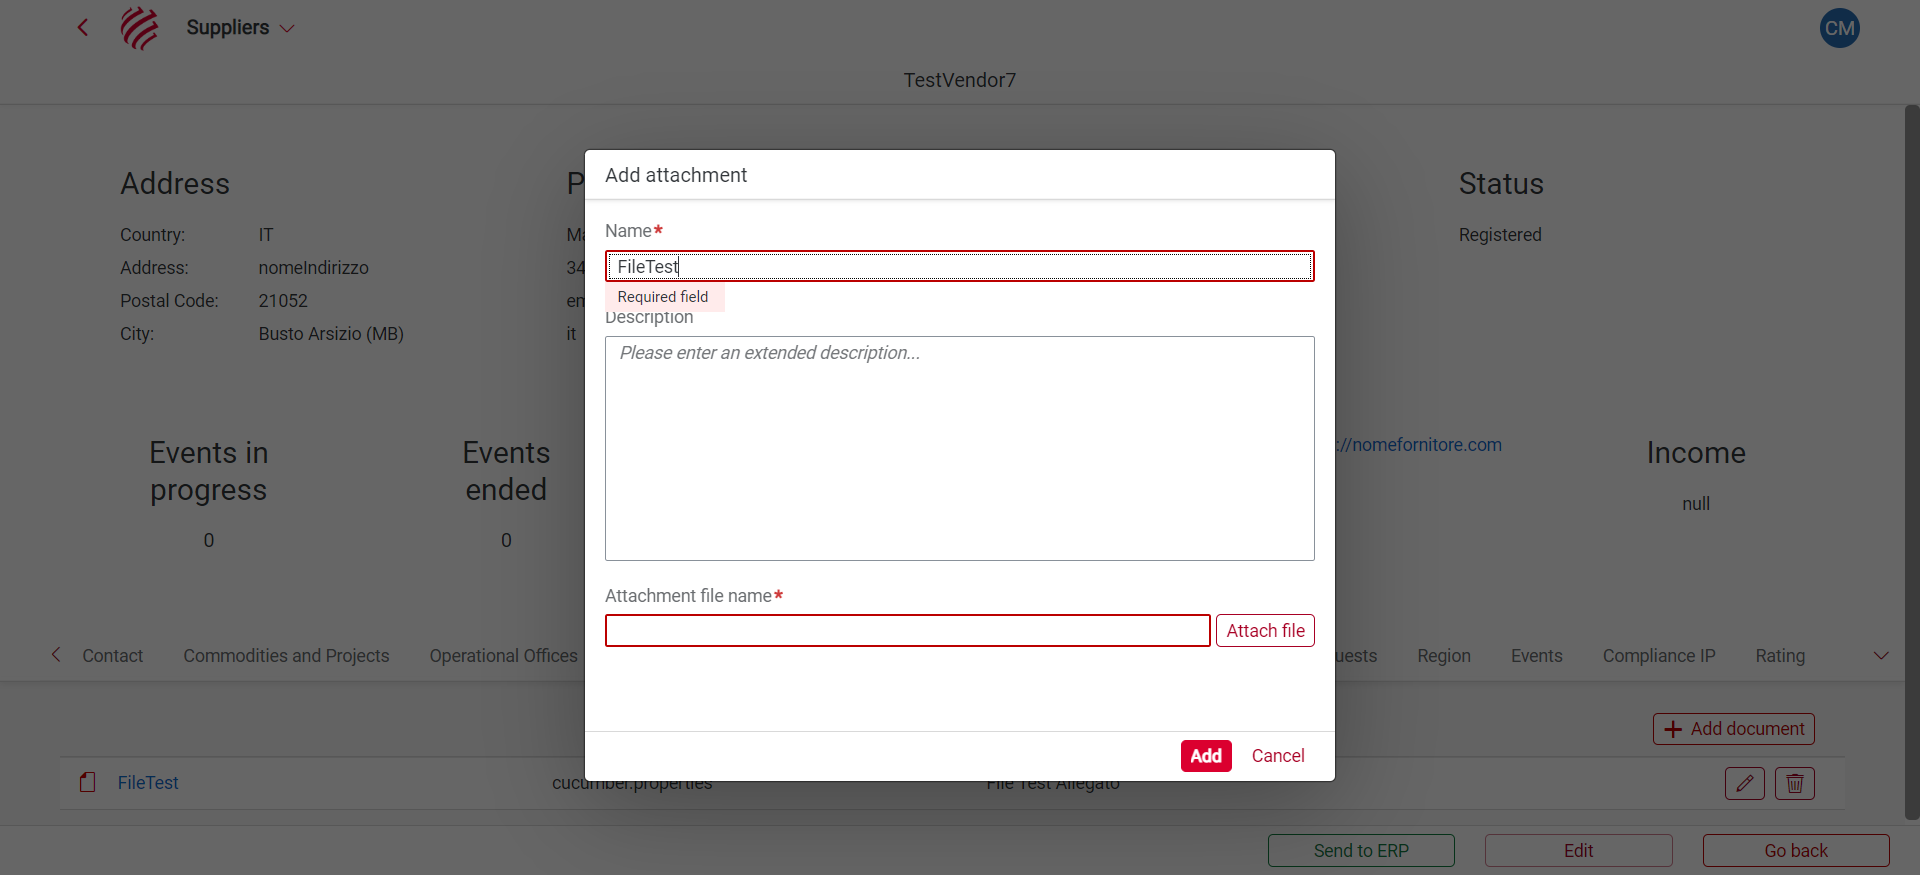 Suppliers
CM
TestVendor7
Address
Country: IT
Address: nomeIndirizzo
Postal Code: 21052
City: Busto Arsizio (MB)
P
Ma
34
em
it
Status
Registered
Events in
progress
0
Events
ended
0
://nomefornitore.com
Income
null
Add attachment
Name*
FileTest
Required field
Description
Please enter an extended description...
Attachment file name*
Attach file
Add Cancel
Contact Commodities and Projects Operational Offices uests Region Events Compliance IP Rating
Add document
FileTest cucumber.properties File Test Allegato
Send to ERP Edit Go back